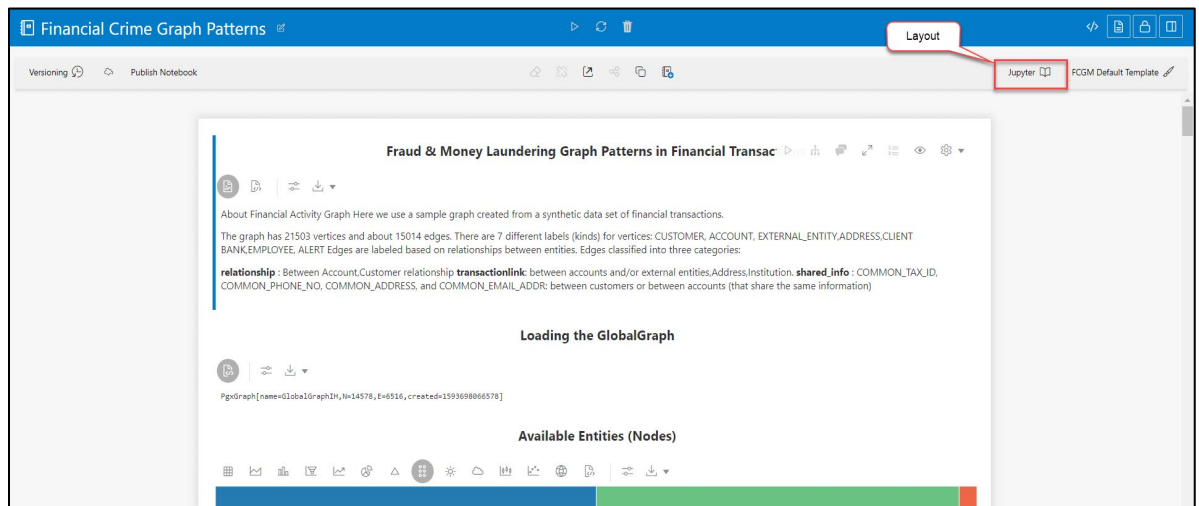 Financial Crime Graph Patterns
Layout
Versioning
Publish Notebook
Jupyter
FCGM Default Template
Fraud & Money Laundering Graph Patterns in Financial Transac
About Financial Activity Graph Here we use a sample graph created from a synthetic data set of financial transactions.
The graph has 21503 vertices and about 15014 edges. There are 7 different labels (kinds) for vertices: CUSTOMER, ACCOUNT, EXTERNAL_ENTITY,ADDRESS,CLIENT
BANK,EMPLOYEE, ALERT Edges are labeled based on relationships between entities. Edges classified into three categories:
relationship : Between Account,Customer relationship transactionlink: between accounts and/or external entities,Address,Institution. shared_info : COMMON_TAX_ID,
COMMON_PHONE_NO, COMMON_ADDRESS, and COMMON_EMAIL_ADDR: between customers or between accounts (that share the same information)
Loading the GlobalGraph
PgxGraph[name=GlobalGraphIH,N=14578,E=6516,created=1593698066578]
Available Entities (Nodes)